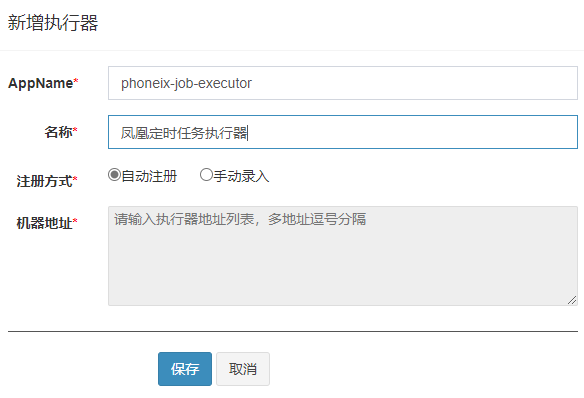 新增执行器
AppName*
phoneix-job-executor
名称*
凤凰定时任务执行器
注册方式*
自动注册 手动录入
机器地址*
请输入执行器地址列表，多地址逗号分隔
保存 取消